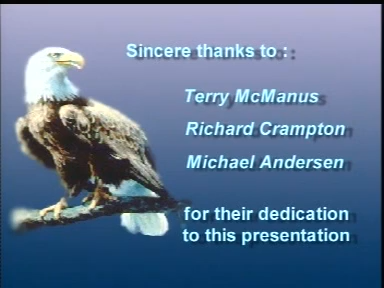 Sincere thanks to :
Terry McManus
Richard Crampton
Michael Andersen
for their dedication
to this presentation